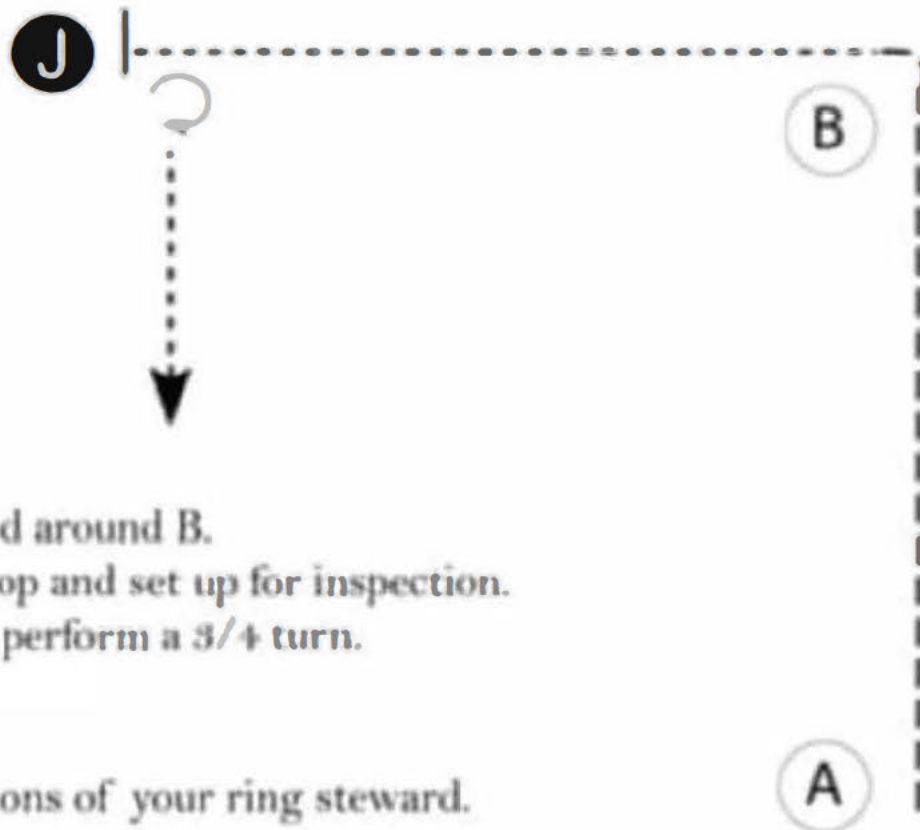 J
B
d around B.
op and set up for inspection.
perform a 3/4 turn.
ons of your ring steward.
A